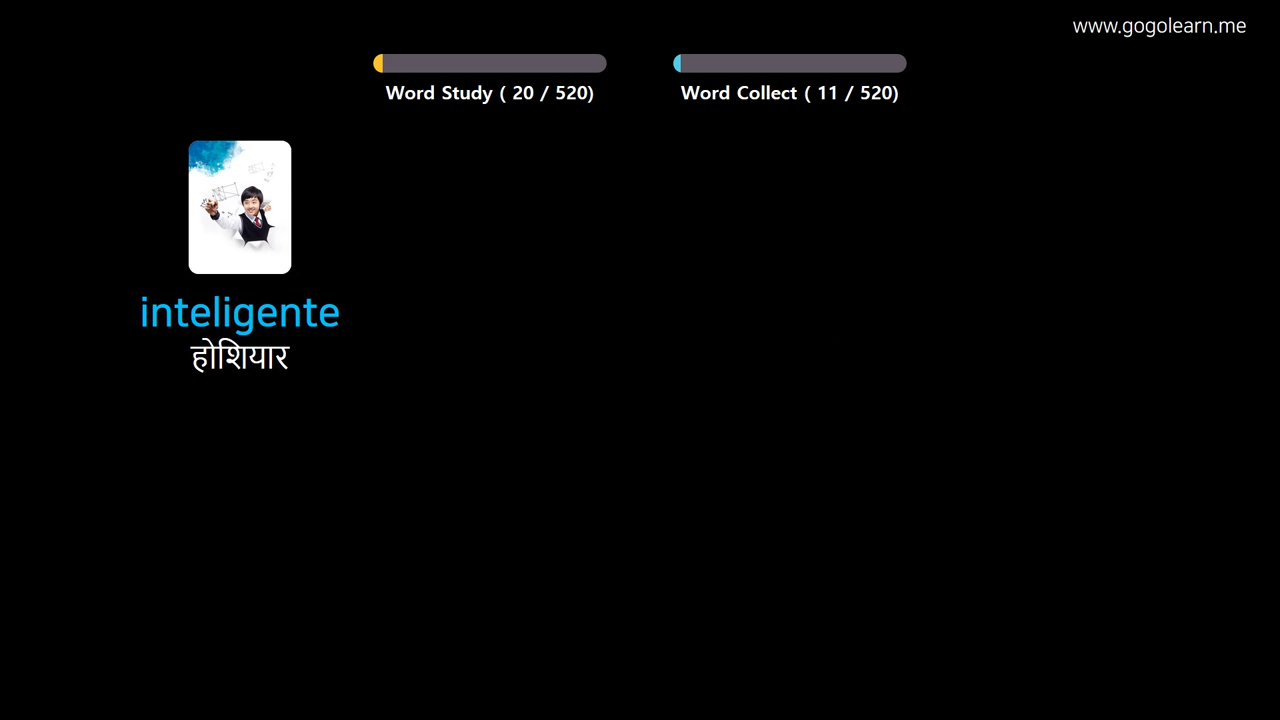 www.gogolearn.me
Word Study ( 20 / 520)
Word Collect ( 11 / 520)
inteligente
होशियार